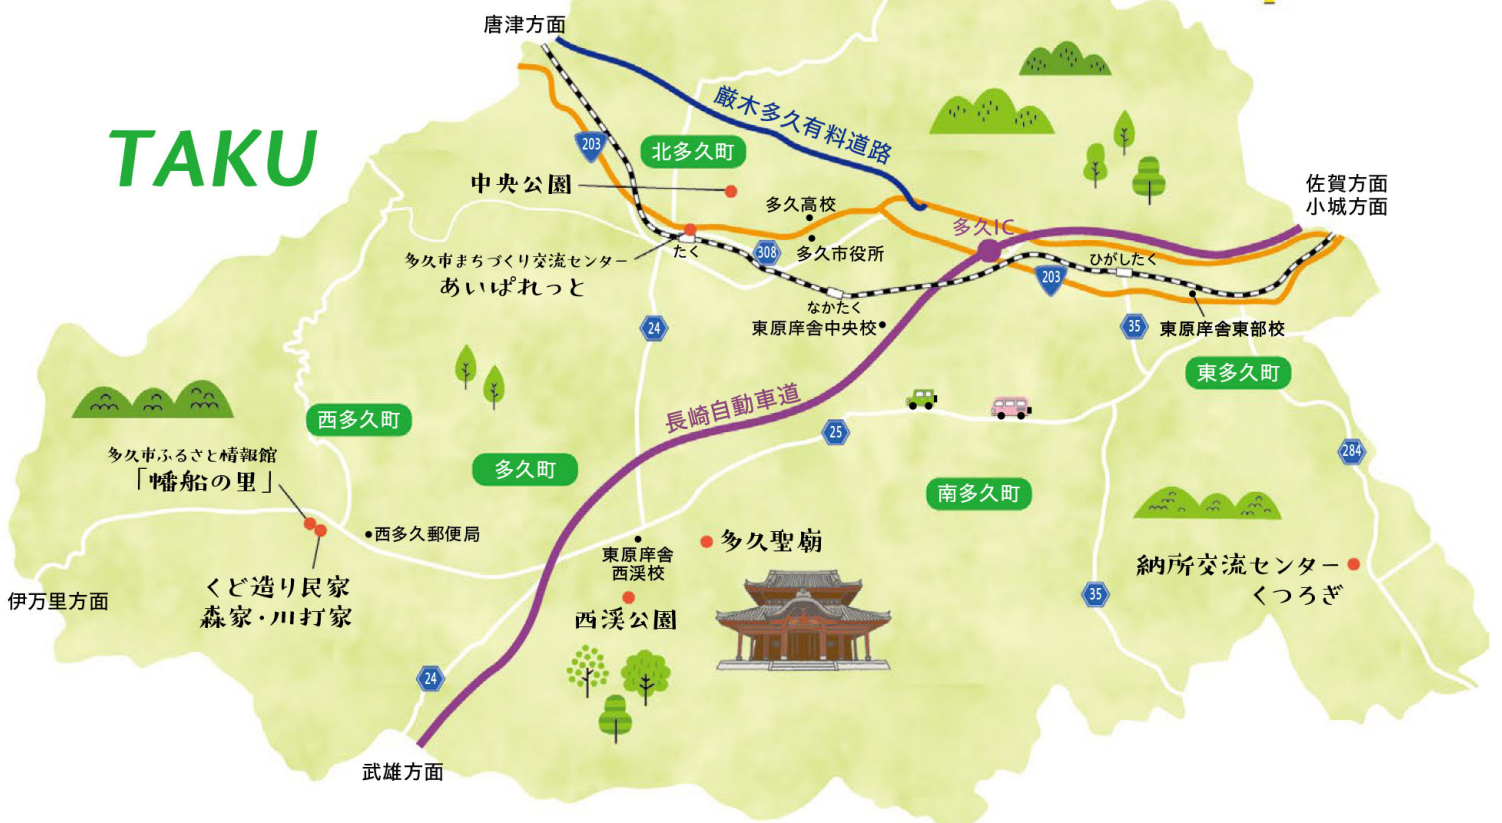 唐津方面
TAKU
厳木多久有料道路
203
北多久町
中央公園
佐賀方面
小城方面
多久高校
多久IC
多久市まちづくり交流センター
あいぱれっと
たく
308
多久市役所
ひがしたく
203
なかたく
東原庠舎中央校
24
35
東原庠舎東部校
東多久町
長崎自動車道
西多久町
25
284
多久市ふるさと情報館
「幡船の里」
多久町
南多久町
西多久郵便局
東原庠舎
西渓校
多久聖廟
納所交流センター
くつろぎ
伊万里方面
くど造り民家
森家・川打家
西渓公園
35
24
武雄方面